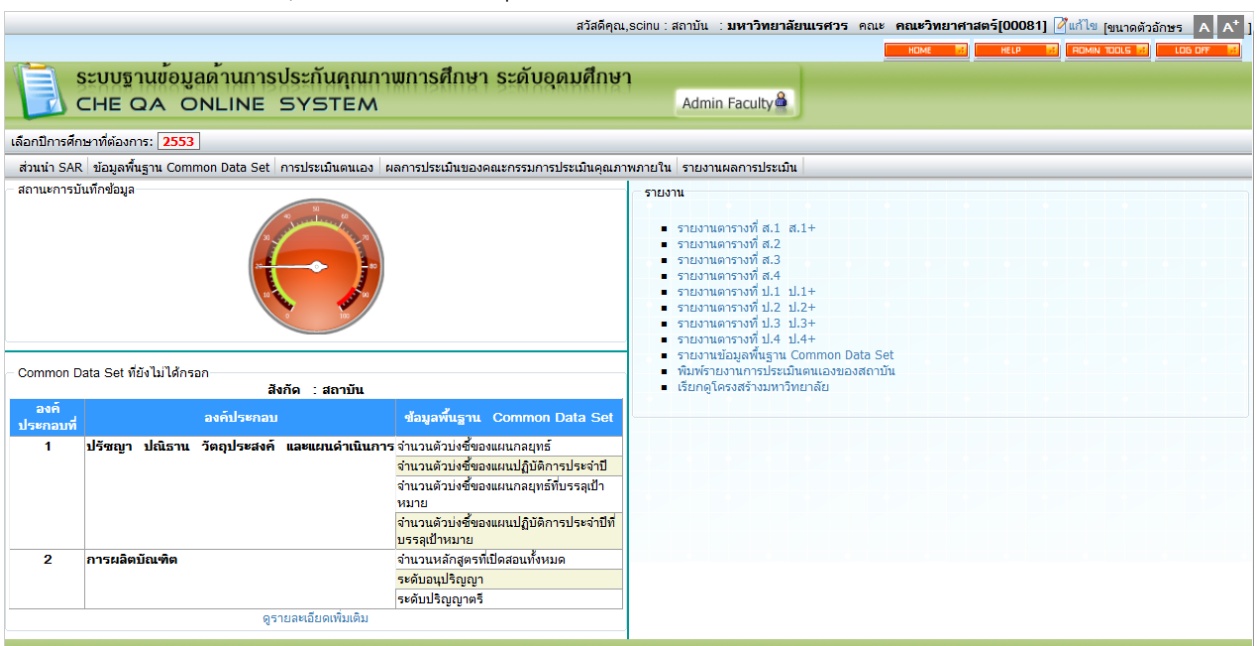 สวัสดีคุณ,scinu : สถาบัน : มหาวิทยาลัยนเรศวร คณะ คณะวิทยาศาสตร์[00081] แก้ไข [ขนาดตัวอักษร A A+ ]
HOME HELP ADMIN TOOLS LOG OFF
ระบบฐานข้อมูลด้านการประกันคุณภาพการศึกษา ระดับอุดมศึกษา
CHE QA ONLINE SYSTEM
Admin Faculty
เลือกปีการศึกษาที่ต้องการ: 2553
ส่วนนำ SAR ข้อมูลพื้นฐาน Common Data Set การประเมินตนเอง ผลการประเมินของคณะกรรมการประเมินคุณภาพภายใน รายงานผลการประเมิน
สถานะการบันทึกข้อมูล
0 10 20 30 40 50 60 70 80 90 100
0
Common Data Set ที่ยังไม่ได้กรอก
สังกัด : สถาบัน
องค์ประกอบที่ องค์ประกอบ ข้อมูลพื้นฐาน Common Data Set
1 ปรัชญา ปณิธาน วัตถุประสงค์ และแผนดำเนินการ จำนวนตัวบ่งชี้ของแผนกลยุทธ์
จำนวนตัวบ่งชี้ของแผนปฏิบัติการประจำปี
จำนวนตัวบ่งชี้ของแผนกลยุทธ์ที่บรรลุเป้า
หมาย
จำนวนตัวบ่งชี้ของแผนปฏิบัติการประจำปีที่
บรรลุเป้าหมาย
2 การผลิตบัณฑิต จำนวนหลักสูตรที่เปิดสอนทั้งหมด
ระดับอนุปริญญา
ระดับปริญญาตรี
ดูรายละเอียดเพิ่มเติม
รายงาน
รายงานตารางที่ ส.1 ส.1+
รายงานตารางที่ ส.2
รายงานตารางที่ ส.3
รายงานตารางที่ ส.4
รายงานตารางที่ ป.1 ป.1+
รายงานตารางที่ ป.2 ป.2+
รายงานตารางที่ ป.3 ป.3+
รายงานตารางที่ ป.4 ป.4+
รายงานข้อมูลพื้นฐาน Common Data Set
พิมพ์รายงานการประเมินตนเองของสถาบัน
เรียกดูโครงสร้างมหาวิทยาลัย